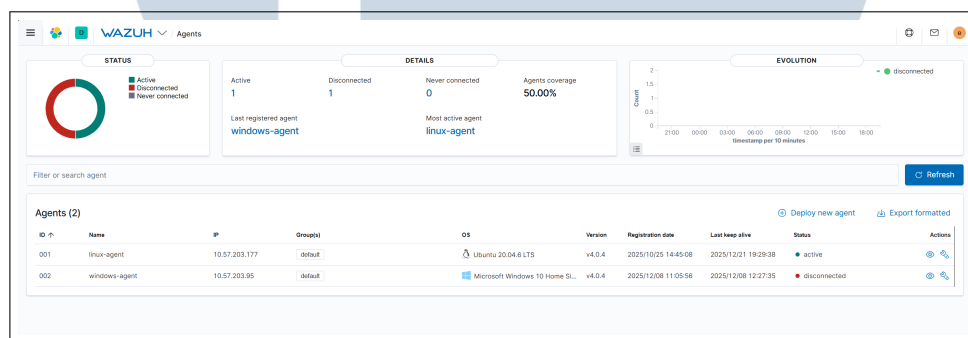 D WAZUH Agents e
STATUS
Active
Disconnected
Never connected
DETAILS
Active Disconnected Never connected Agents coverage
1 1 0 50.00%
Last registered agent Most active agent
windows-agent linux-agent
EVOLUTION
disconnected
Count
2
1.5
1
0.5
0
21:00 00:00 03:00 06:00 09:00 12:00 15:00 18:00
timestamp per 10 minutes
Filter or search agent Refresh
Agents (2) Deploy new agent Export formatted
ID Name IP Group(s) OS Version Registration date Last keep alive Status Actions
001 linux-agent 10.57.203.177 default Ubuntu 20.04.6 LTS v4.0.4 2025/10/25 14:45:08 2025/12/21 19:29:38 active
002 windows-agent 10.57.203.95 default Microsoft Windows 10 Home Si... v4.0.4 2025/12/08 11:05:56 2025/12/08 12:27:35 disconnected